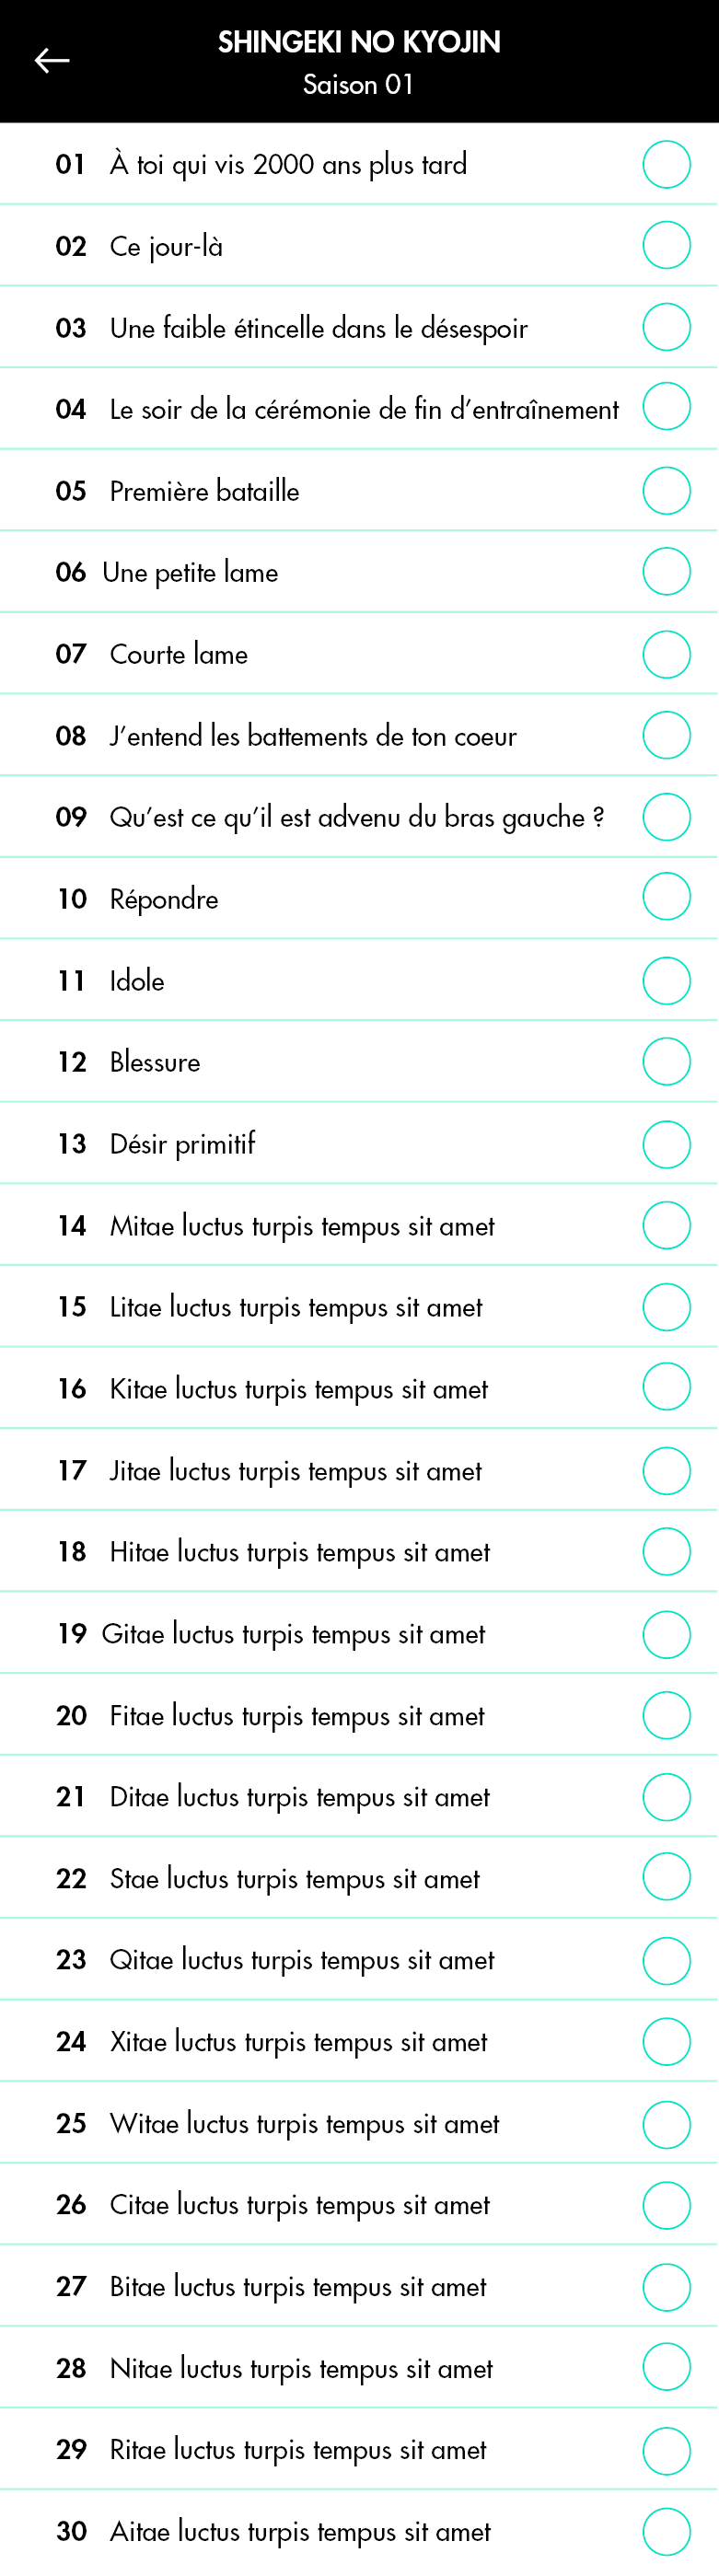 SHINGEKI NO KYOJIN
Saison 01
01 À toi qui vis 2000 ans plus tard
02 Ce jour-là
03 Une faible étincelle dans le désespoir
04 Le soir de la cérémonie de fin d’entraînement
05 Première bataille
06 Une petite lame
07 Courte lame
08 J’entend les battements de ton coeur
09 Qu’est ce qu’il est advenu du bras gauche ?
10 Répondre
11 Idole
12 Blessure
13 Désir primitif
14 Mitae luctus turpis tempus sit amet
15 Litae luctus turpis tempus sit amet
16 Kitae luctus turpis tempus sit amet
17 Jitae luctus turpis tempus sit amet
18 Hitae luctus turpis tempus sit amet
19 Gitae luctus turpis tempus sit amet
20 Fitae luctus turpis tempus sit amet
21 Ditae luctus turpis tempus sit amet
22 Stae luctus turpis tempus sit amet
23 Qitae luctus turpis tempus sit amet
24 Xitae luctus turpis tempus sit amet
25 Witae luctus turpis tempus sit amet
26 Citae luctus turpis tempus sit amet
27 Bitae luctus turpis tempus sit amet
28 Nitae luctus turpis tempus sit amet
29 Ritae luctus turpis tempus sit amet
30 Aitae luctus turpis tempus sit amet